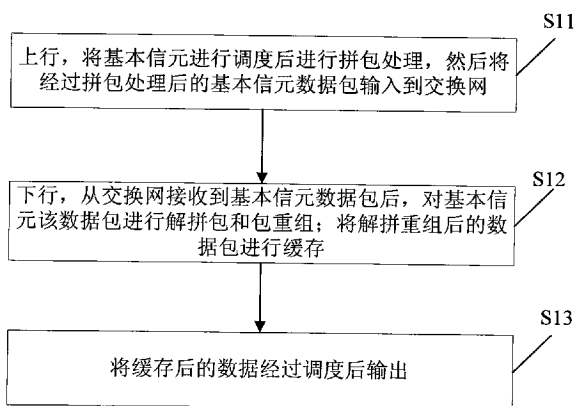 S11
上行，将基本信元进行调度后进行拼包处理，然后将
经过拼包处理后的基本信元数据包输入到交换网
S12
下行，从交换网接收到基本信元数据包后，对基本信
元该数据包进行解拼包和包重组；将解拼重组后的数
据包进行缓存
S13
将缓存后的数据经过调度后输出